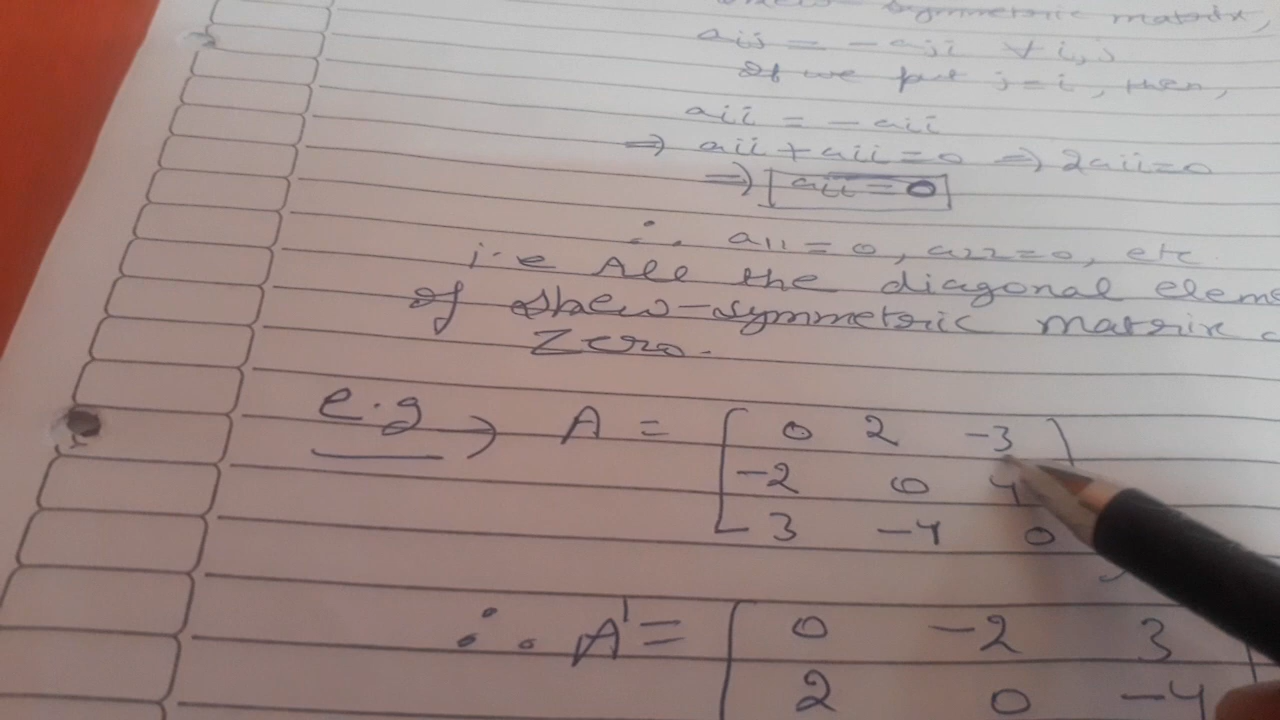 Skew-symmetric matrix,
aij = -aji ∀ i,j
If we put j=i, then,
aii = -aii
⇒ aii + aii = 0 ⇒ 2aii=0
⇒ aii = 0
∴ a11 = 0, a22=0, etc
i.e All the diagonal eleme
of skew-symmetric matrix
zero.
e.g → A = [ 0 2 -3
-2 0 4
3 -4 0
∴ A' = [ 0 -2 3
2 0 -4